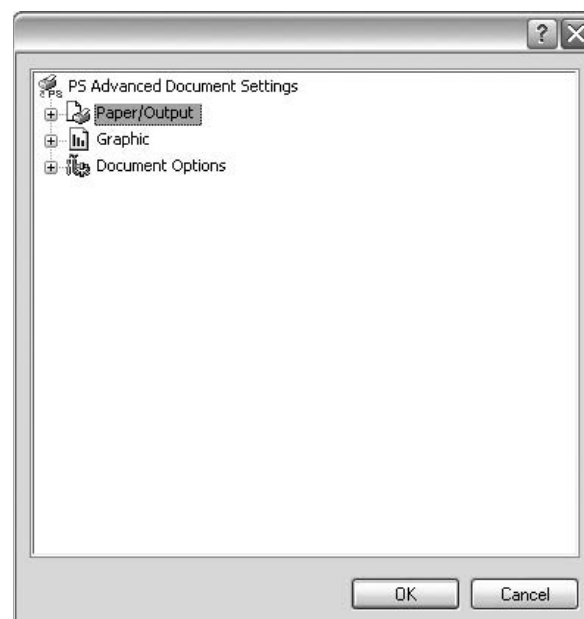 PS Advanced Document Settings
Paper/Output
Graphic
Document Options
OK Cancel